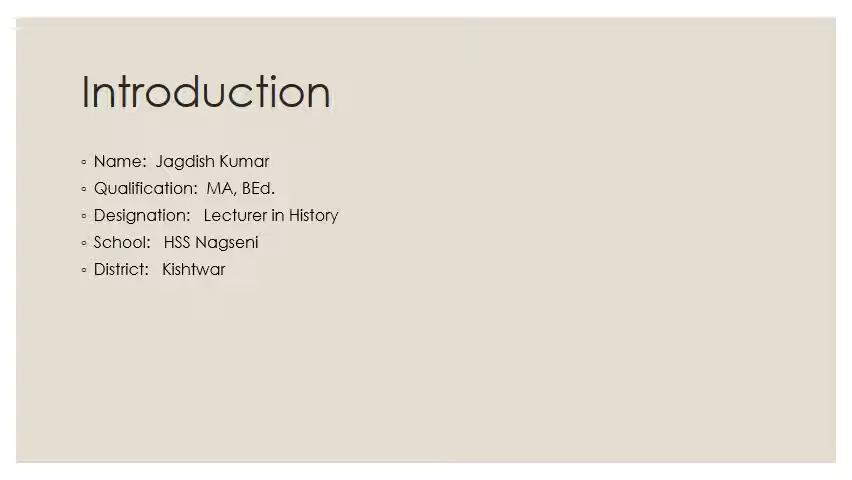 Introduction
◦ Name: Jagdish Kumar
◦ Qualification: MA, BEd.
◦ Designation: Lecturer in History
◦ School: HSS Nagseni
◦ District: Kishtwar